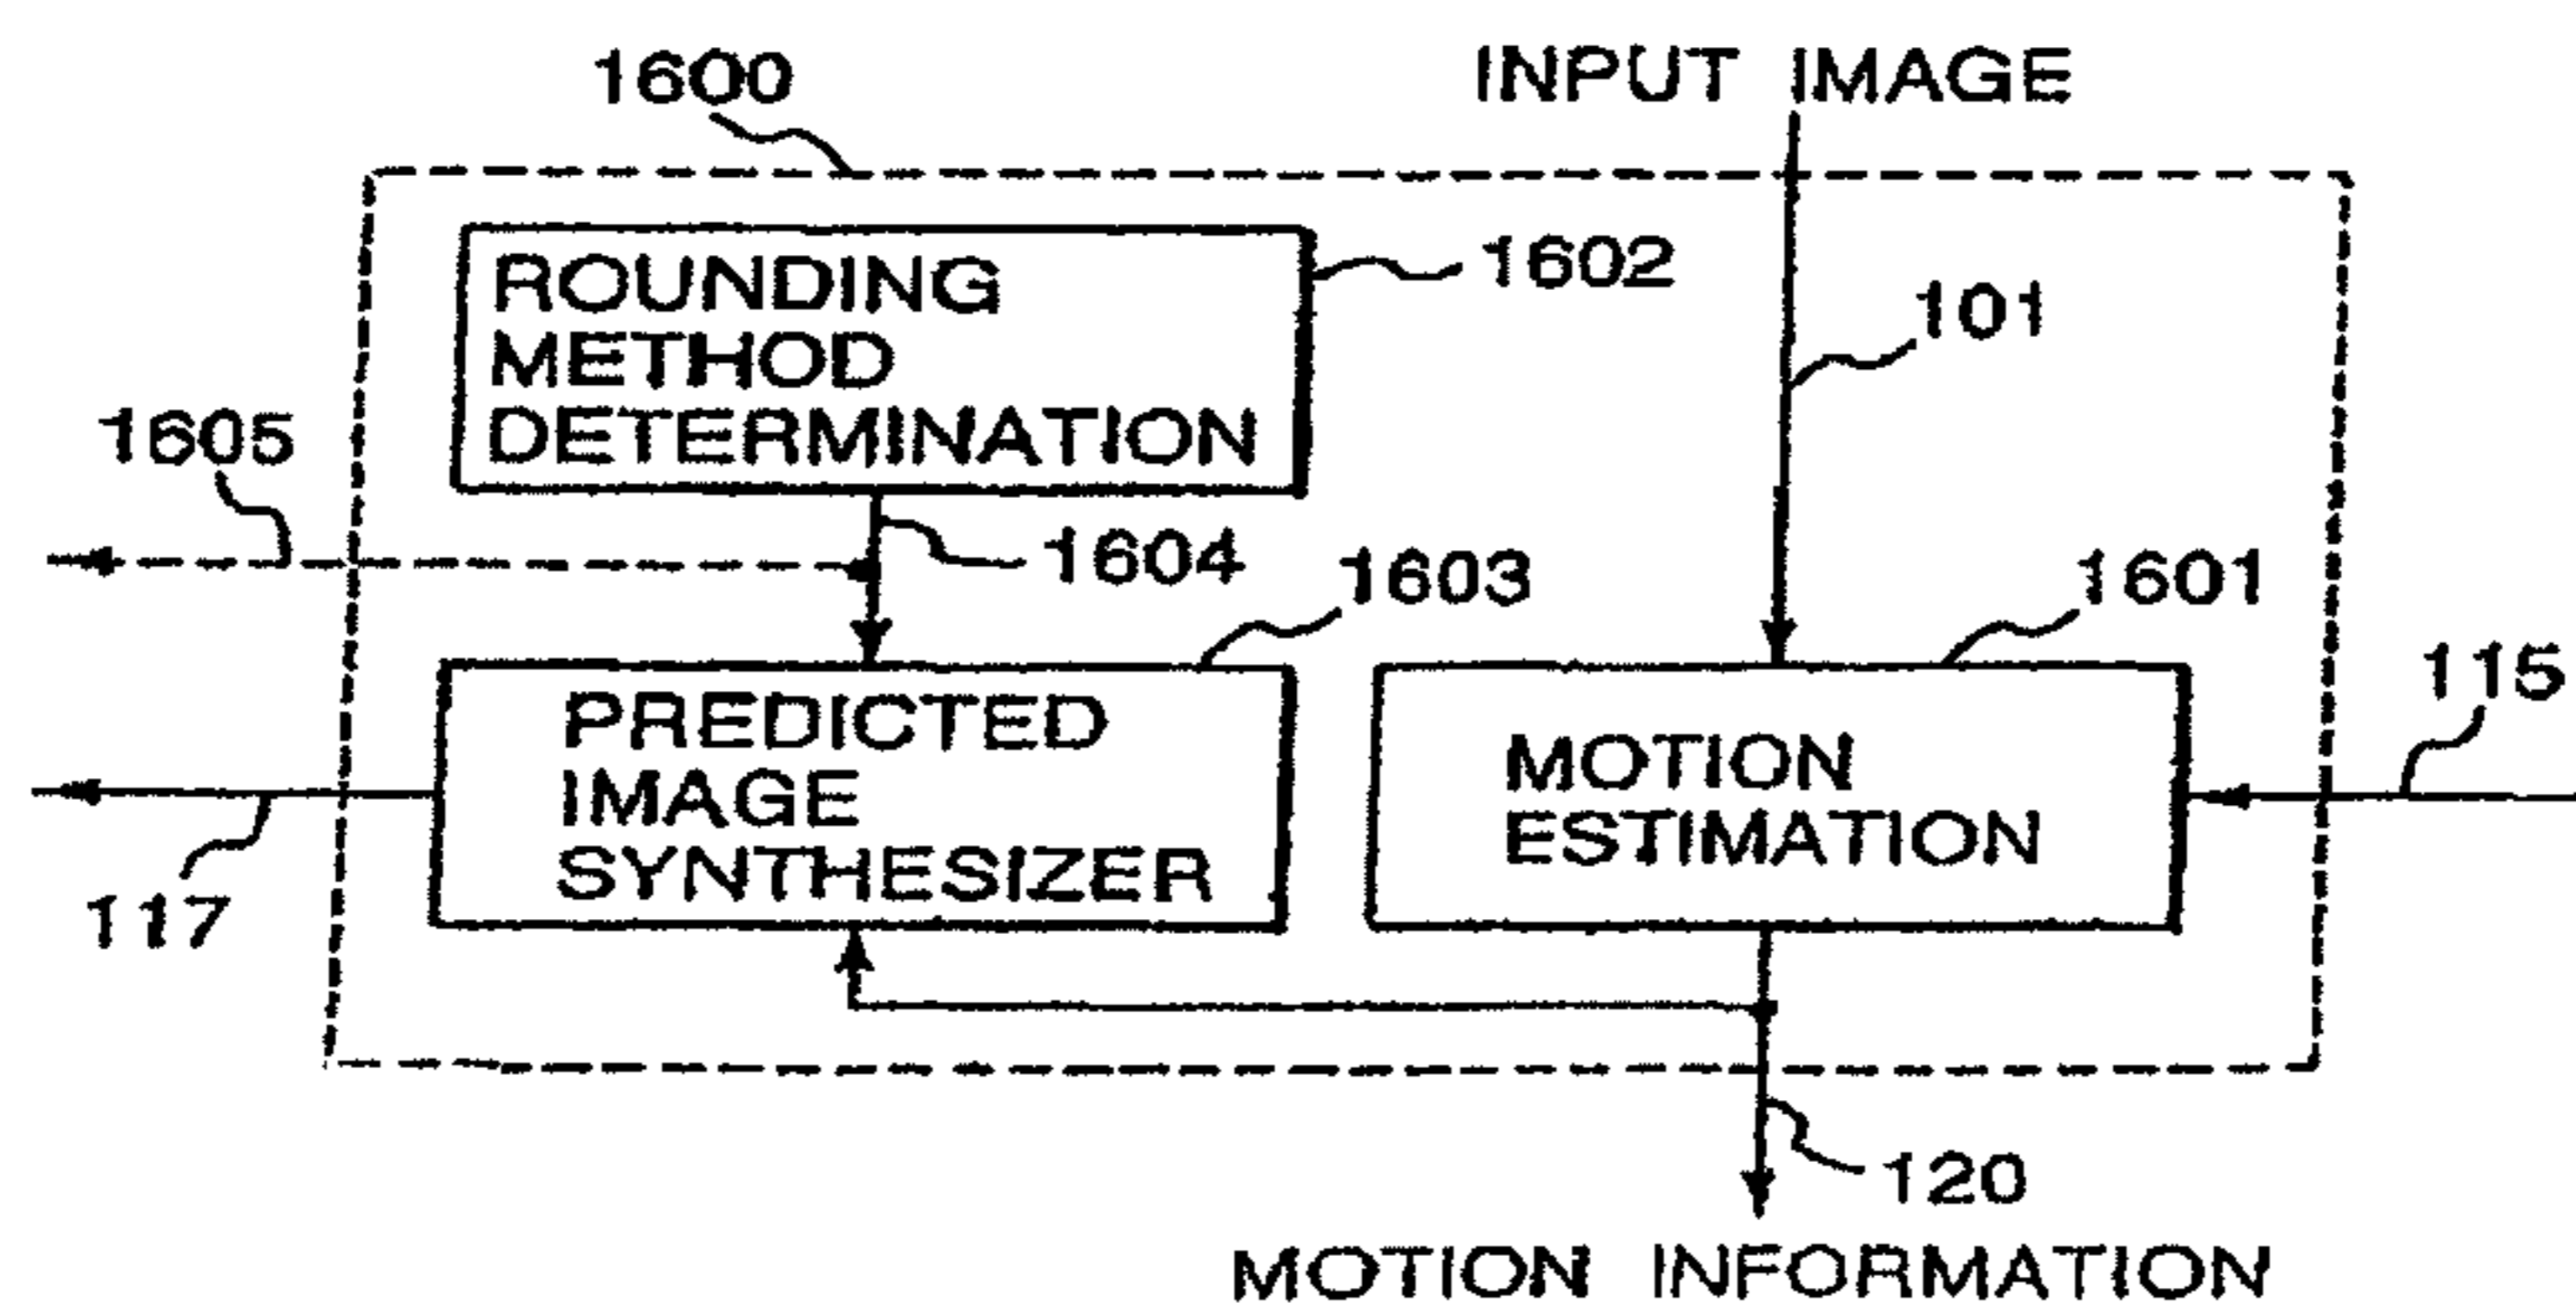 1600
INPUT IMAGE
ROUNDING
METHOD
DETERMINATION
1602
101
1605
1604
1603
1601
115
PREDICTED
IMAGE
SYNTHESIZER
MOTION
ESTIMATION
117
120
MOTION INFORMATION